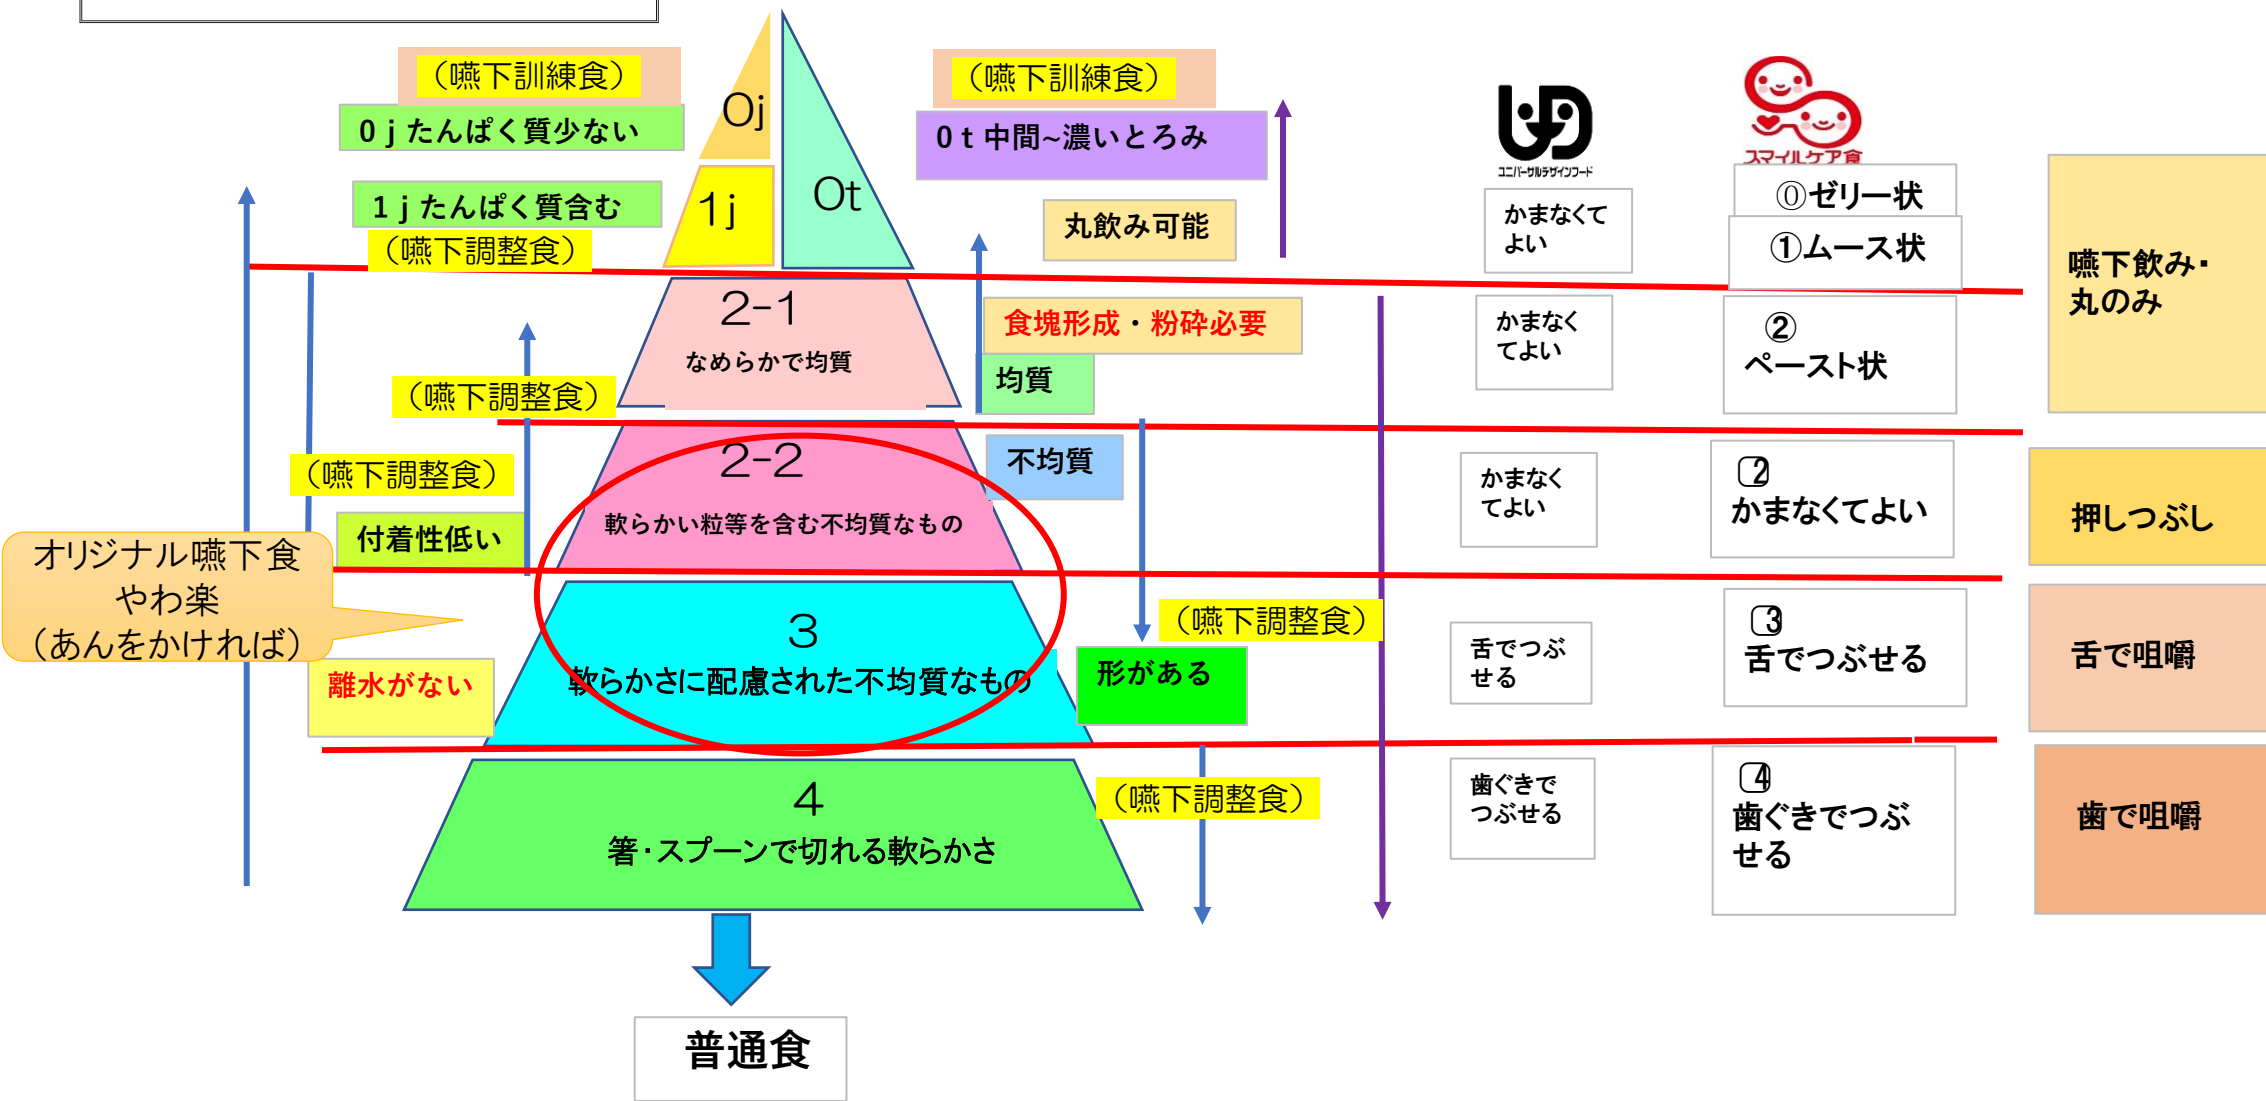 （嚥下訓練食）
0 j たんぱく質少ない
1 j たんぱく質含む
（嚥下調整食）
0j
1j
0t
（嚥下訓練食）
0 t 中間~濃いとろみ
丸飲み可能
ユニバーサルデザインフード
スマイルケア食
かまなくて
よい
⓪ゼリー状
①ムース状
嚥下飲み・
丸のみ
2-1
なめらかで均質
食塊形成・粉砕必要
均質
かまなく
てよい
②
ペースト状
（嚥下調整食）
（嚥下調整食）
付着性低い
2-2
軟らかい粒等を含む不均質なもの
不均質
かまなく
てよい
2
かまなくてよい
押しつぶし
オリジナル嚥下食
やわ楽
（あんをかければ）
離水がない
3
軟らかさに配慮された不均質なもの
（嚥下調整食）
形がある
舌でつぶ
せる
3
舌でつぶせる
舌で咀嚼
4
箸・スプーンで切れる軟らかさ
（嚥下調整食）
歯ぐきで
つぶせる
4
歯ぐきでつぶ
せる
歯で咀嚼
普通食